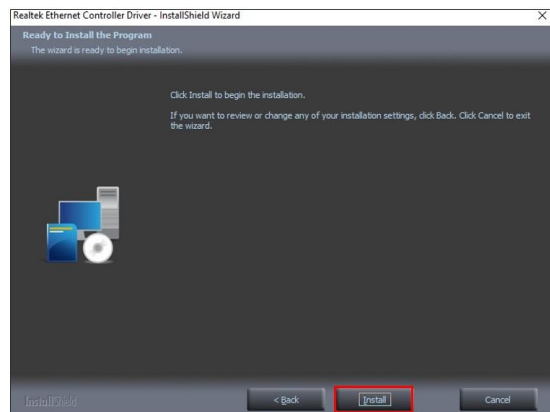 Realtek Ethernet Controller Driver - InstallShield Wizard
Ready to Install the Program
The wizard is ready to begin installation.
Click Install to begin the installation.
If you want to review or change any of your installation settings, click Back. Click Cancel to exit
the wizard.
InstallShield
< Back
Install
Cancel